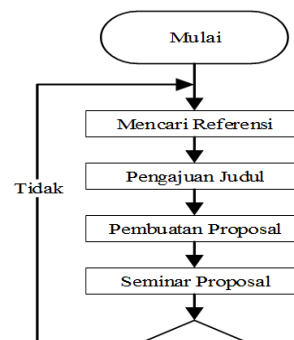 Mulai
Mencari Referensi
Pengajuan Judul
Tidak
Pembuatan Proposal
Seminar Proposal